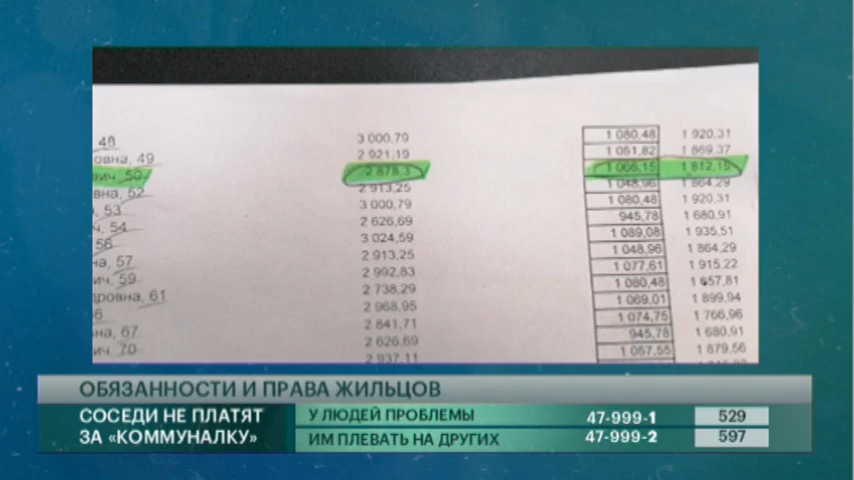 48 3 000,79 1 080,48 1 920,31
овна, 49 2 921,19 1 051,82 1 869,37
вич, 50 2 878,3 1 066,15 1 812,15
вна, 52 2 913,25 1 048,96 1 864,29
, 53 3 000,79 1 080,48 1 920,31
ч, 54 2 626,69 945,78 1 680,91
56 3 024,59 1 089,08 1 935,51
на, 57 2 913,25 1 048,96 1 864,29
ич, 59 2 992,83 1 077,61 1 915,22
дровна, 61 2 738,29 1 080,48 1 657,81
6 2 968,95 1 069,01 1 899,94
на, 67 2 841,71 1 074,75 1 766,96
ич, 70 2 626,69 945,78 1 680,91
2 937,11 1 057,55 1 879,56
ОБЯЗАННОСТИ И ПРАВА ЖИЛЬЦОВ
СОСЕДИ НЕ ПЛАТЯТ
ЗА «КОММУНАЛКУ»
У ЛЮДЕЙ ПРОБЛЕМЫ 47-999-1 529
ИМ ПЛЕВАТЬ НА ДРУГИХ 47-999-2 597